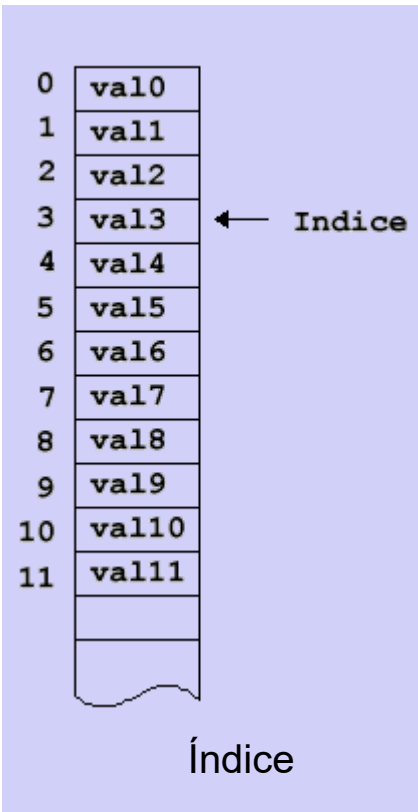 0 val0
1 val1
2 val2
3 val3 Indice
4 val4
5 val5
6 val6
7 val7
8 val8
9 val9
10 val10
11 val11
Índice